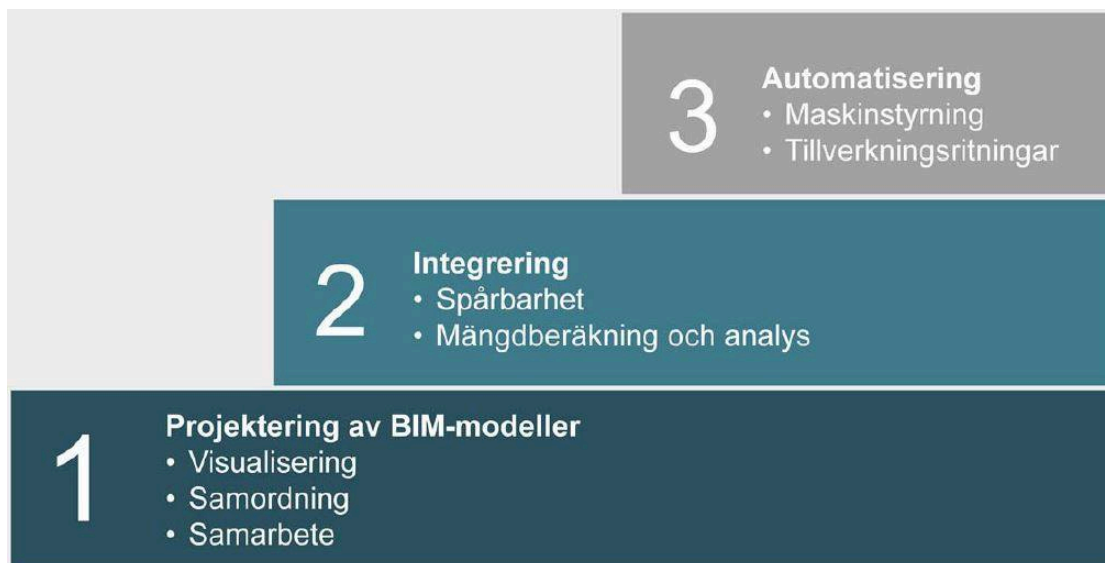 3
Automatisering
• Maskinstyrning
• Tillverkningsritningar
2
Integrering
• Spårbarhet
• Mängdberäkning och analys
1
Projektering av BIM-modeller
• Visualisering
• Samordning
• Samarbete